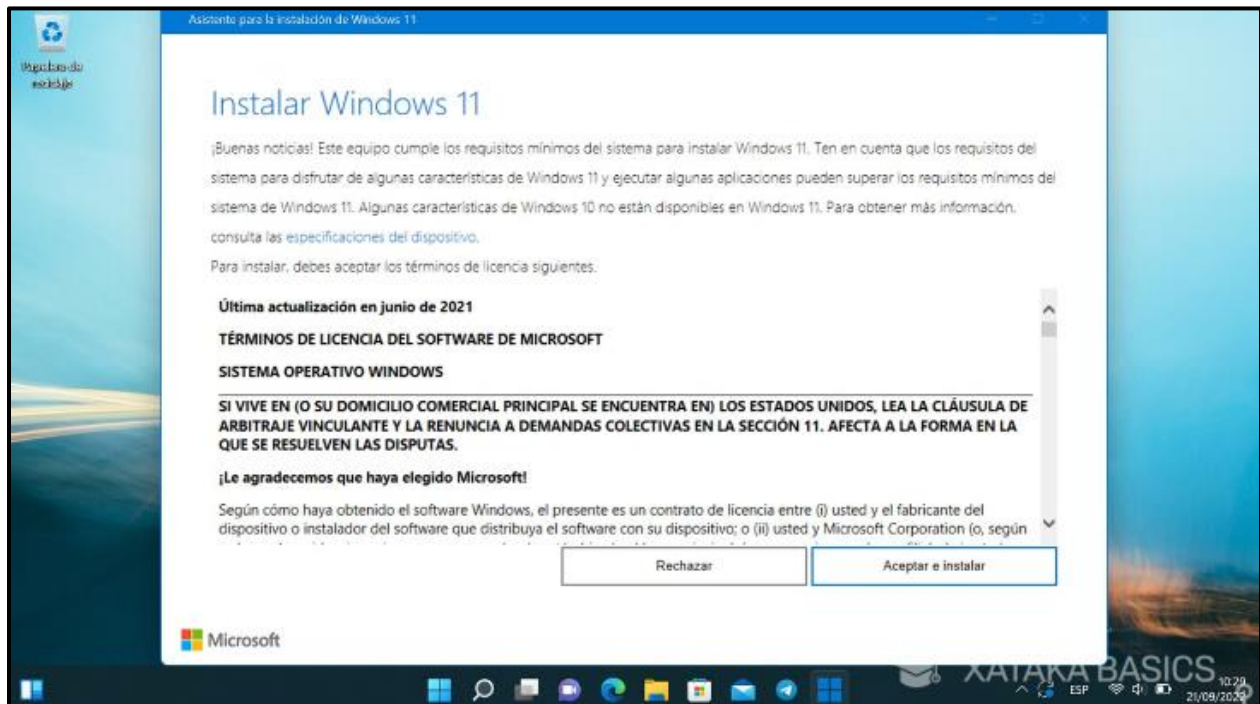 Asistente para la instalación de Windows 11
Papelera de
reciclaje
Instalar Windows 11
¡Buenas noticias! Este equipo cumple los requisitos mínimos del sistema para instalar Windows 11. Ten en cuenta que los requisitos del
sistema para disfrutar de algunas características de Windows 11 y ejecutar algunas aplicaciones pueden superar los requisitos mínimos del
sistema de Windows 11. Algunas características de Windows 10 no están disponibles en Windows 11. Para obtener más información,
consulta las especificaciones del dispositivo.
Para instalar, debes aceptar los términos de licencia siguientes.
Última actualización en junio de 2021
TÉRMINOS DE LICENCIA DEL SOFTWARE DE MICROSOFT
SISTEMA OPERATIVO WINDOWS
SI VIVE EN (O SU DOMICILIO COMERCIAL PRINCIPAL SE ENCUENTRA EN) LOS ESTADOS UNIDOS, LEA LA CLÁUSULA DE
ARBITRAJE VINCULANTE Y LA RENUNCIA A DEMANDAS COLECTIVAS EN LA SECCIÓN 11. AFECTA A LA FORMA EN LA
QUE SE RESUELVEN LAS DISPUTAS.
¡Le agradecemos que haya elegido Microsoft!
Según cómo haya obtenido el software Windows, el presente es un contrato de licencia entre (i) usted y el fabricante del
dispositivo o instalador del software que distribuya el software con su dispositivo; o (ii) usted y Microsoft Corporation (o, según
Rechazar
Aceptar e instalar
Microsoft
XATAKA BASICS
ESP
10:29
21/09/2022